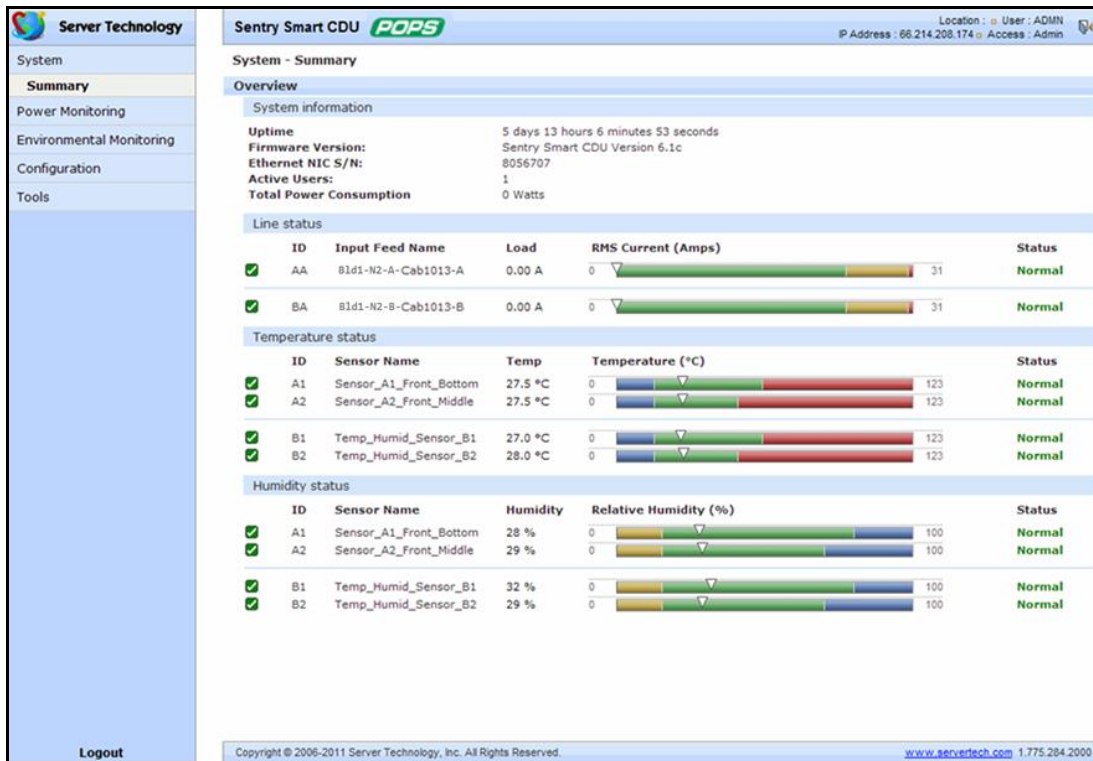 Server Technology
Sentry Smart CDU POPS
Location : User : ADMN
IP Address : 66.214.208.174 Access : Admin
System
Summary
Power Monitoring
Environmental Monitoring
Configuration
Tools
Logout
System - Summary
Overview
System information
Uptime 5 days 13 hours 6 minutes 53 seconds
Firmware Version: Sentry Smart CDU Version 6.1c
Ethernet NIC S/N: 8056707
Active Users: 1
Total Power Consumption 0 Watts
Line status
ID Input Feed Name Load RMS Current (Amps) Status
AA Bld1-N2-A-Cab1013-A 0.00 A 0 31 Normal
BA Bld1-N2-B-Cab1013-B 0.00 A 0 31 Normal
Temperature status
ID Sensor Name Temp Temperature (°C) Status
A1 Sensor_A1_Front_Bottom 27.5 °C 0 123 Normal
A2 Sensor_A2_Front_Middle 27.5 °C 0 123 Normal
B1 Temp_Humid_Sensor_B1 27.0 °C 0 123 Normal
B2 Temp_Humid_Sensor_B2 28.0 °C 0 123 Normal
Humidity status
ID Sensor Name Humidity Relative Humidity (%) Status
A1 Sensor_A1_Front_Bottom 28 % 0 100 Normal
A2 Sensor_A2_Front_Middle 29 % 0 100 Normal
B1 Temp_Humid_Sensor_B1 32 % 0 100 Normal
B2 Temp_Humid_Sensor_B2 29 % 0 100 Normal
Copyright © 2006-2011 Server Technology, Inc. All Rights Reserved. www.servertech.com 1.775.284.2000